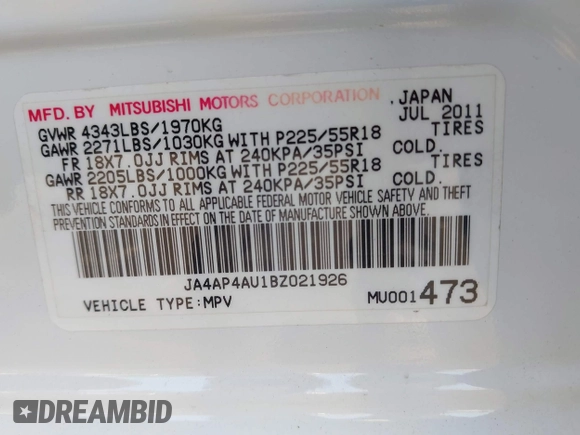 MFD. BY MITSUBISHI MOTORS CORPORATION. JAPAN
GVWR 4343LBS/1970KG JUL 2011
GAWR 2271LBS/1030KG WITH P225/55R18 TIRES
FR 18X7.0JJ RIMS AT 240KPA/35PSI COLD.
GAWR 2205LBS/1000KG WITH P225/55R18 TIRES
RR 18X7.0JJ RIMS AT 240KPA/35PSI COLD.
THIS VEHICLE CONFORMS TO ALL APPLICABLE FEDERAL MOTOR VEHICLE SAFETY AND THEFT
PREVENTION STANDARDS IN EFFECT ON THE DATE OF MANUFACTURE SHOWN ABOVE.
JA4AP4AU1BZ021926
VEHICLE TYPE:MPV MU001473
DREAMBID